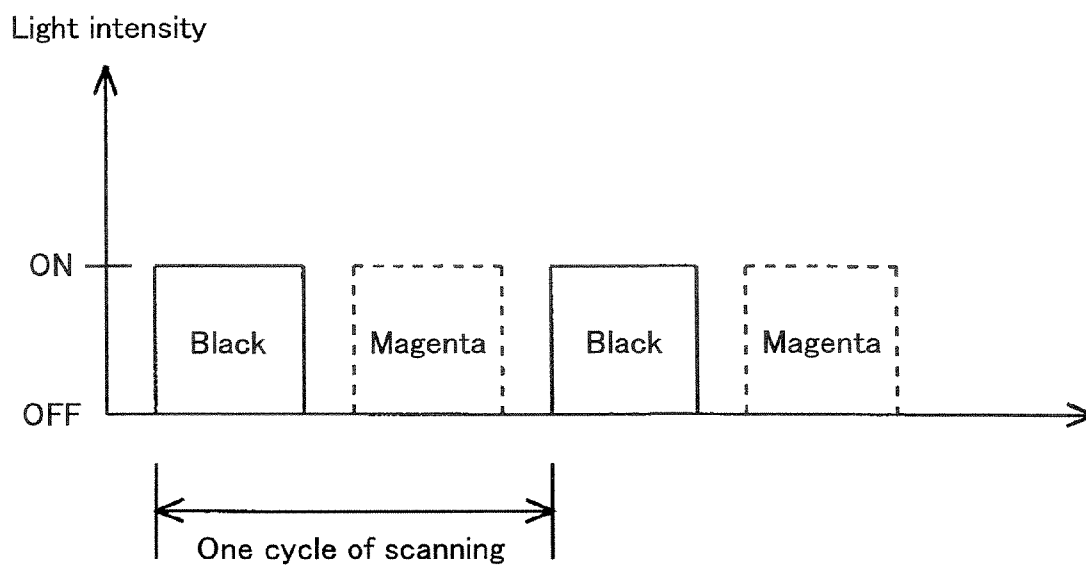 Light intensity
ON
Black
Magenta
Black
Magenta
OFF
One cycle of scanning